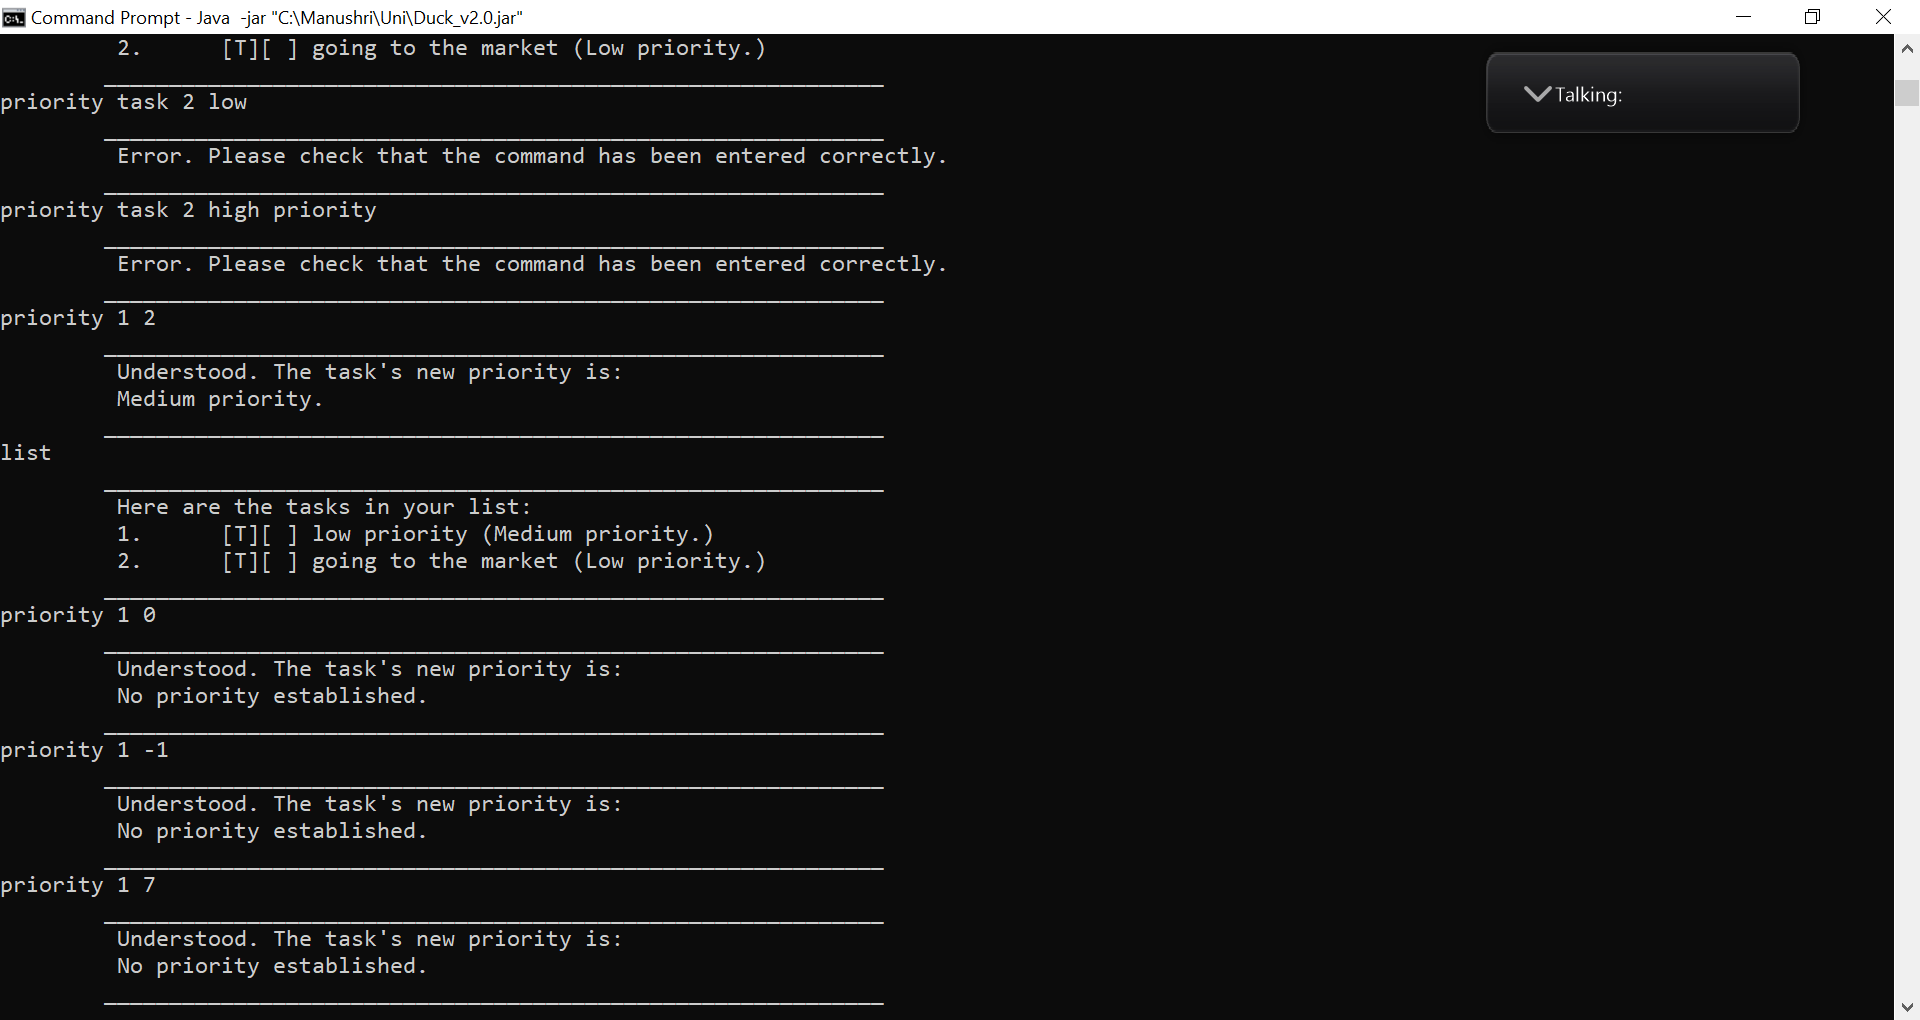 Command Prompt - Java  -jar "C:\Manushri\Uni\Duck_v2.0.jar"
Talking:
2.      [T][ ] going to the market (Low priority.)
____________________________________________________________
priority task 2 low
____________________________________________________________
Error. Please check that the command has been entered correctly.
____________________________________________________________
priority task 2 high priority
____________________________________________________________
Error. Please check that the command has been entered correctly.
____________________________________________________________
priority 1 2
____________________________________________________________
Understood. The task's new priority is:
Medium priority.
____________________________________________________________
list
____________________________________________________________
Here are the tasks in your list:
1.      [T][ ] low priority (Medium priority.)
2.      [T][ ] going to the market (Low priority.)
____________________________________________________________
priority 1 0
____________________________________________________________
Understood. The task's new priority is:
No priority established.
____________________________________________________________
priority 1 -1
____________________________________________________________
Understood. The task's new priority is:
No priority established.
____________________________________________________________
priority 1 7
____________________________________________________________
Understood. The task's new priority is:
No priority established.
____________________________________________________________